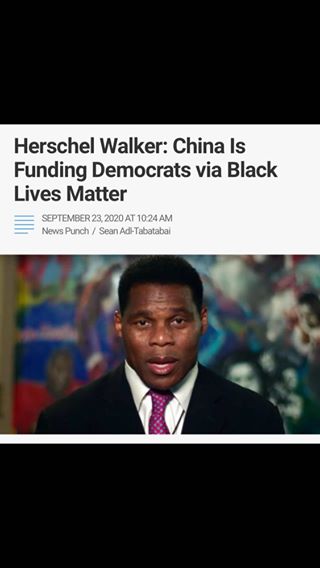 Herschel Walker: China Is
Funding Democrats via Black
Lives Matter
SEPTEMBER 23, 2020 AT 10:24 AM
News Punch / Sean Adl-Tabatabai